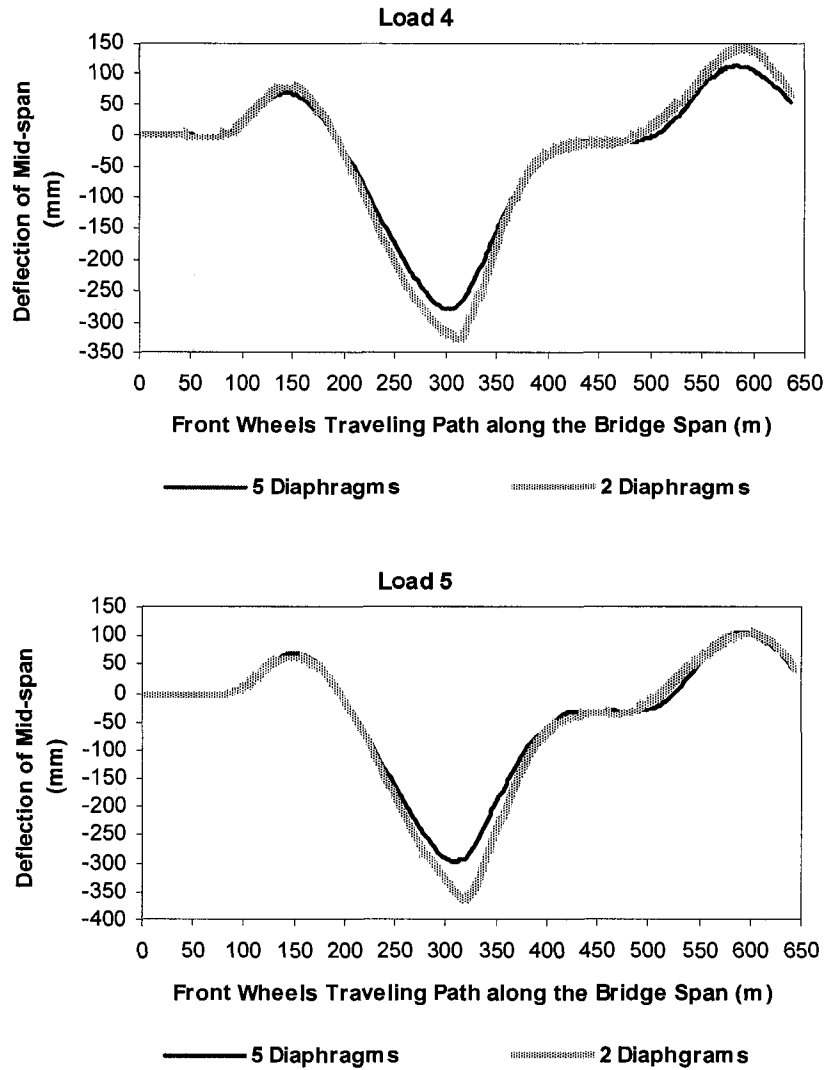 Load 4
150
100
50
0
-50
-100
-150
-200
-250
-300
-350
Deflection of Mid-span
(mm)
0 50 100 150 200 250 300 350 400 450 500 550 600 650
Front Wheels Traveling Path along the Bridge Span (m)
5 Diaphragms 2 Diaphragms
Load 5
150
100
50
0
-50
-100
-150
-200
-250
-300
-350
-400
Deflection of Mid-span
(mm)
0 50 100 150 200 250 300 350 400 450 500 550 600 650
Front Wheels Traveling Path along the Bridge Span (m)
5 Diaphragms 2 Diaphgrams